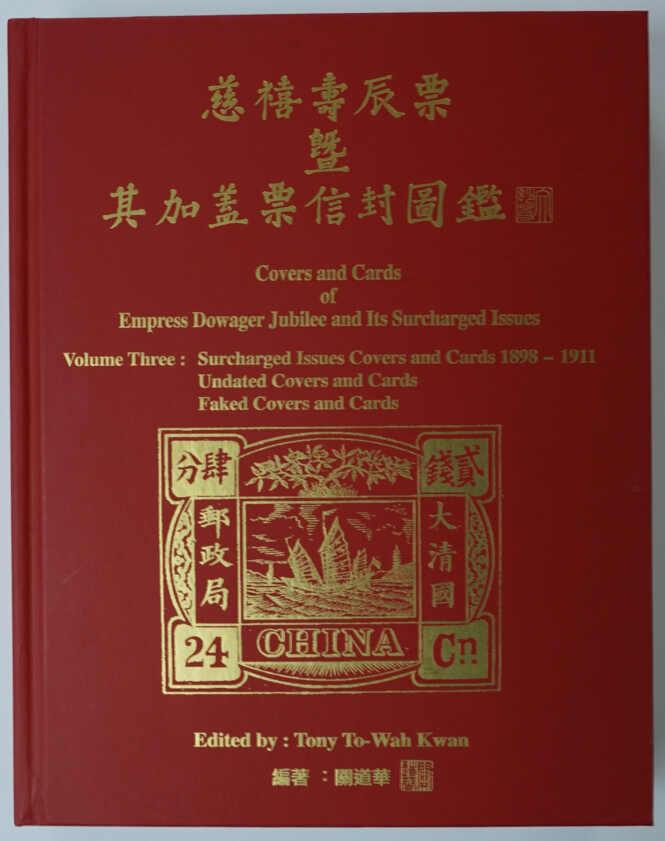 慈禧壽辰票
暨
其加蓋票信封圖鑑
Covers and Cards
of
Empress Dowager Jubilee and Its Surcharged Issues
Volume Three : Surcharged Issues Covers and Cards 1898 – 1911
Undated Covers and Cards
Faked Covers and Cards
分肆 錢貳
郵政局
大清國
24 CHINA Cn
Edited by : Tony To-Wah Kwan
編著 : 關道華